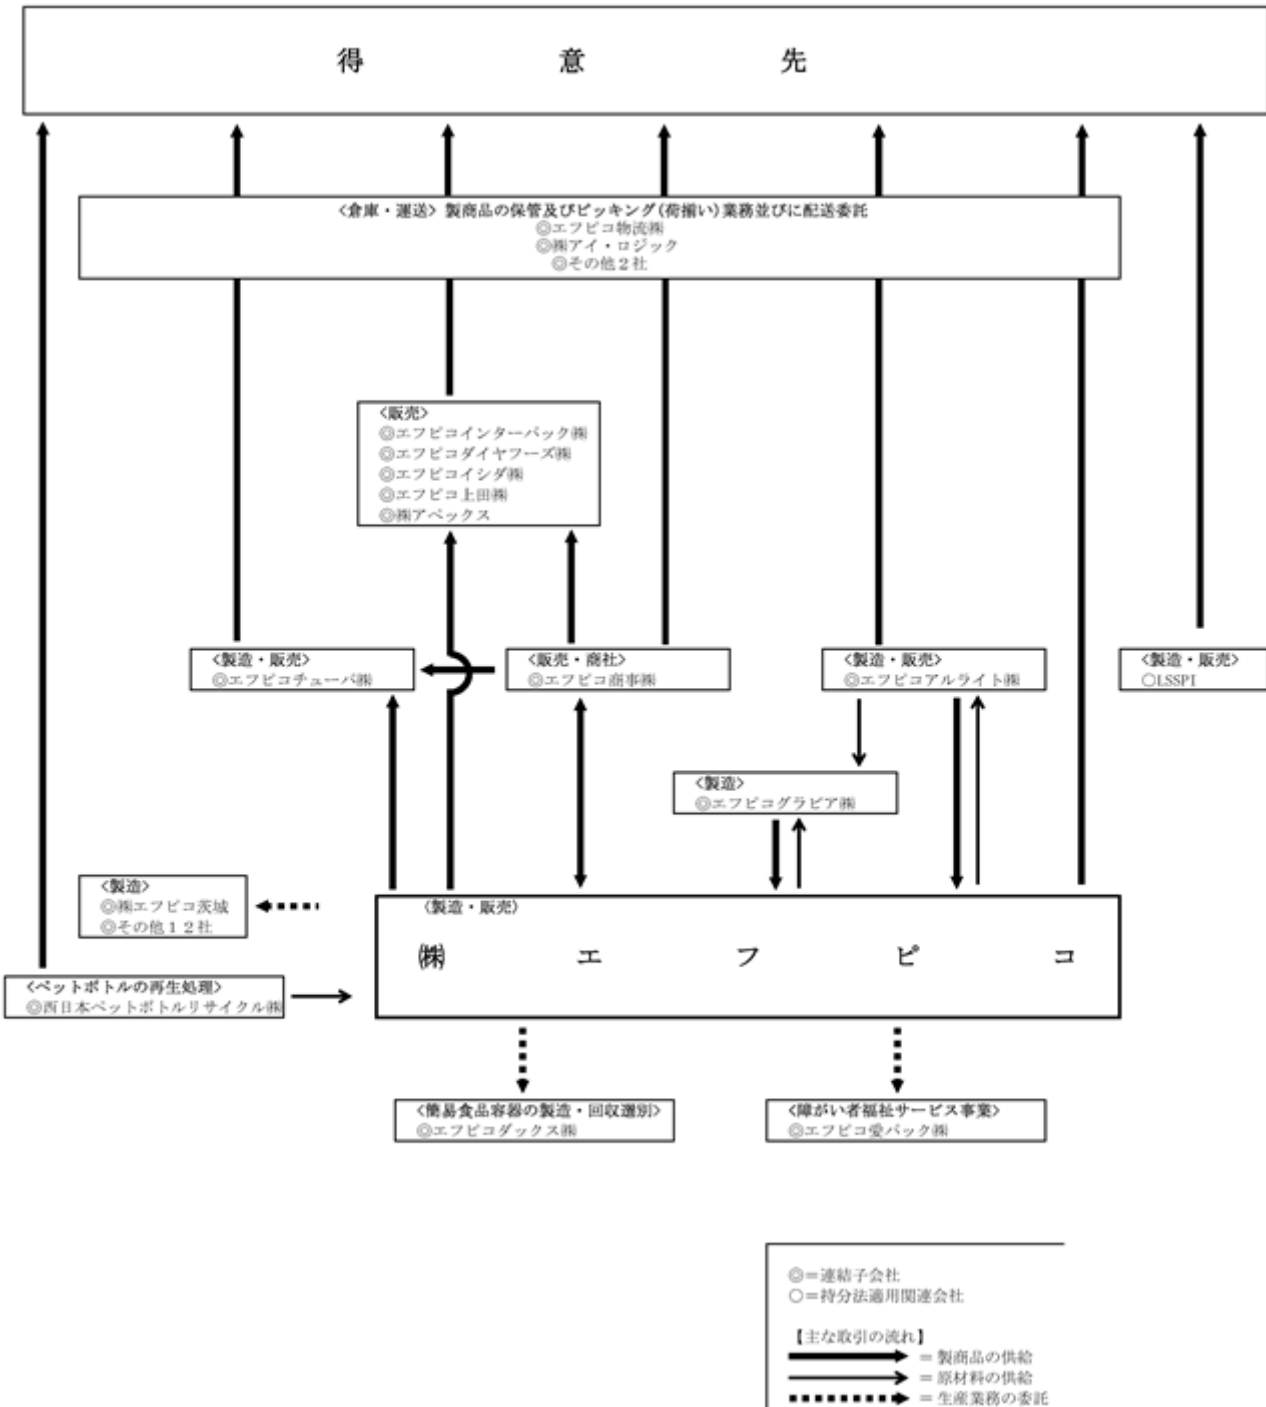 得意先
<倉庫・運送> 製商品の保管及びピッキング(荷揃い)業務並びに配送委託
◎エフピコ物流㈱
◎㈱アイ・ロジック
◎その他2社
<販売>
◎エフピコインターパック㈱
◎エフピコダイヤフーズ㈱
◎エフピコイシダ㈱
◎エフピコ上田㈱
◎㈱アペックス
<製造・販売>
◎エフピコチューパ㈱
<販売・商社>
◎エフピコ商事㈱
<製造・販売>
◎エフピコアルライト㈱
<製造・販売>
○LSSPI
<製造>
◎エフピコグラビア㈱
<製造>
◎㈱エフピコ茨城
◎その他12社
<製造・販売>
㈱エフピコ
<ペットボトルの再生処理>
◎西日本ペットボトルリサイクル㈱
<簡易食品容器の製造・回収選別>
◎エフピコダックス㈱
<障がい者福祉サービス事業>
◎エフピコ愛パック㈱
◎=連結子会社
○=持分法適用関連会社
【主な取引の流れ】
=製商品の供給
=原材料の供給
=生産業務の委託